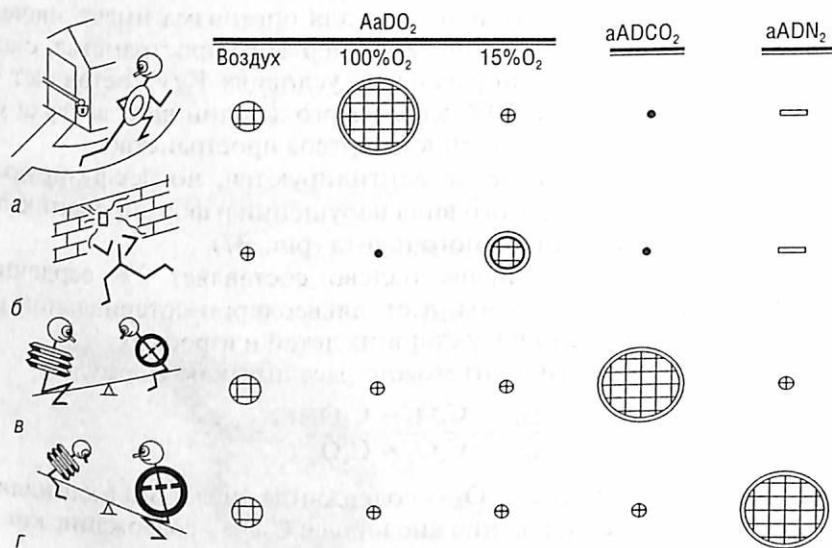 AaDO₂
aADCO₂
aADN₂
Воздух 100%O₂ 15%O₂
а
б
в
г